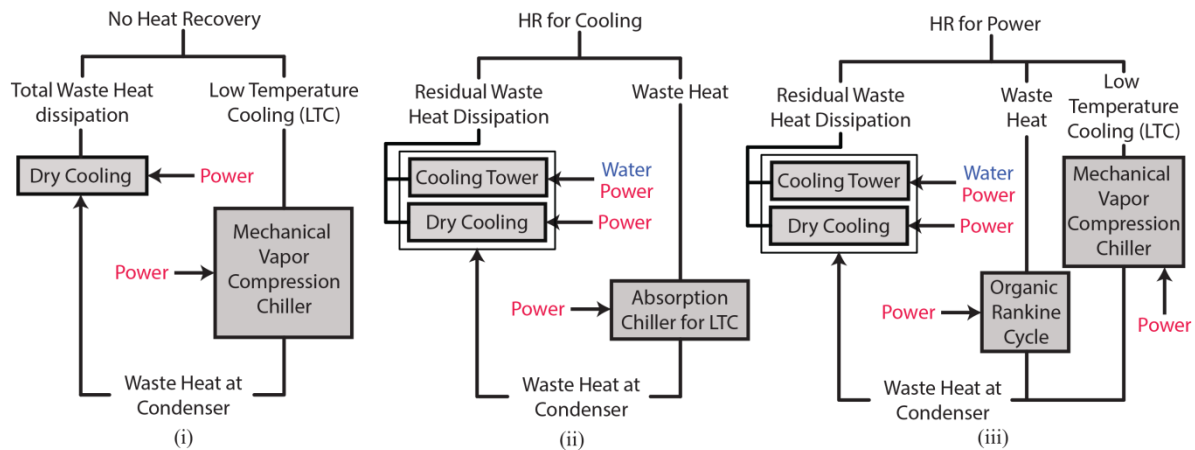 No Heat Recovery
Total Waste Heat
dissipation
Low Temperature
Cooling (LTC)
Dry Cooling
Power
Power
Mechanical
Vapor
Compression
Chiller
Waste Heat at
Condenser
(i)
HR for Cooling
Residual Waste
Heat Dissipation
Waste Heat
Cooling Tower
Water
Power
Dry Cooling
Power
Power
Absorption
Chiller for LTC
Waste Heat at
Condenser
(ii)
HR for Power
Residual Waste
Heat Dissipation
Waste
Heat
Low
Temperature
Cooling (LTC)
Cooling Tower
Water
Power
Dry Cooling
Power
Mechanical
Vapor
Compression
Chiller
Power
Organic
Rankine
Cycle
Power
Waste Heat at
Condenser
(iii)